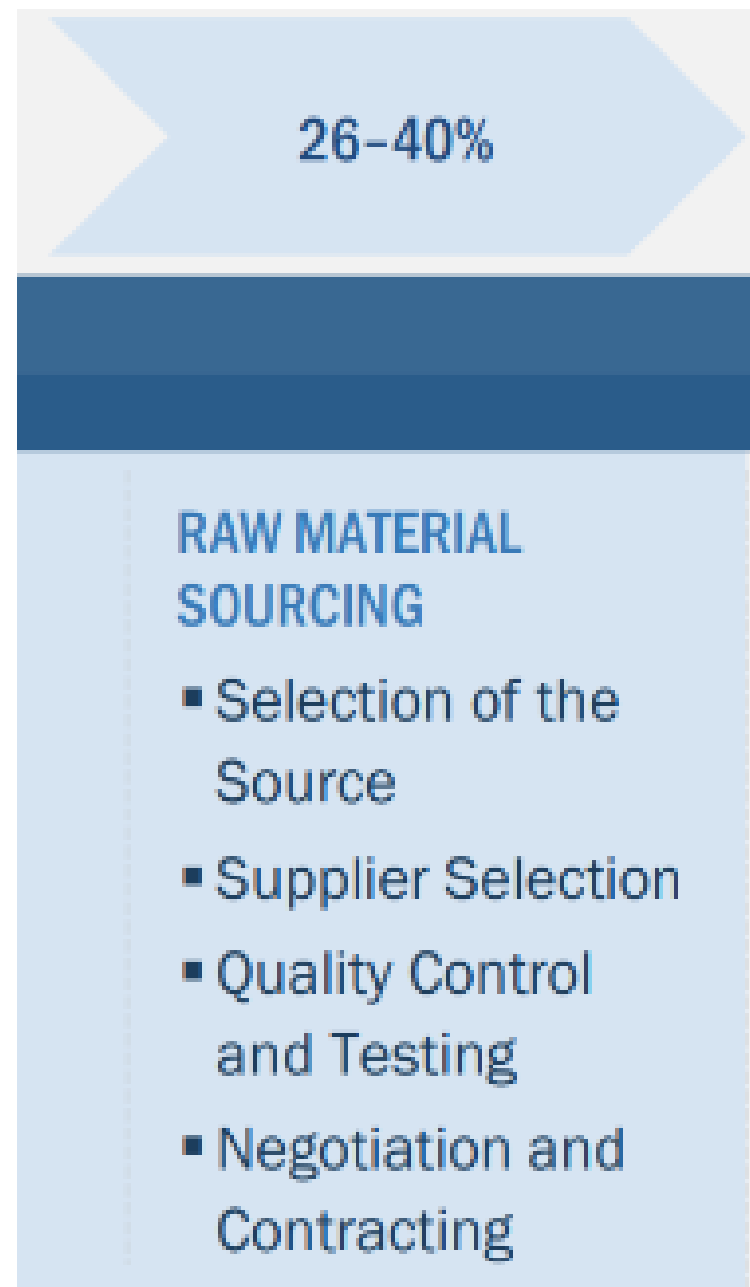 26–40%
RAW MATERIAL
SOURCING
▪ Selection of the
Source
▪ Supplier Selection
▪ Quality Control
and Testing
▪ Negotiation and
Contracting